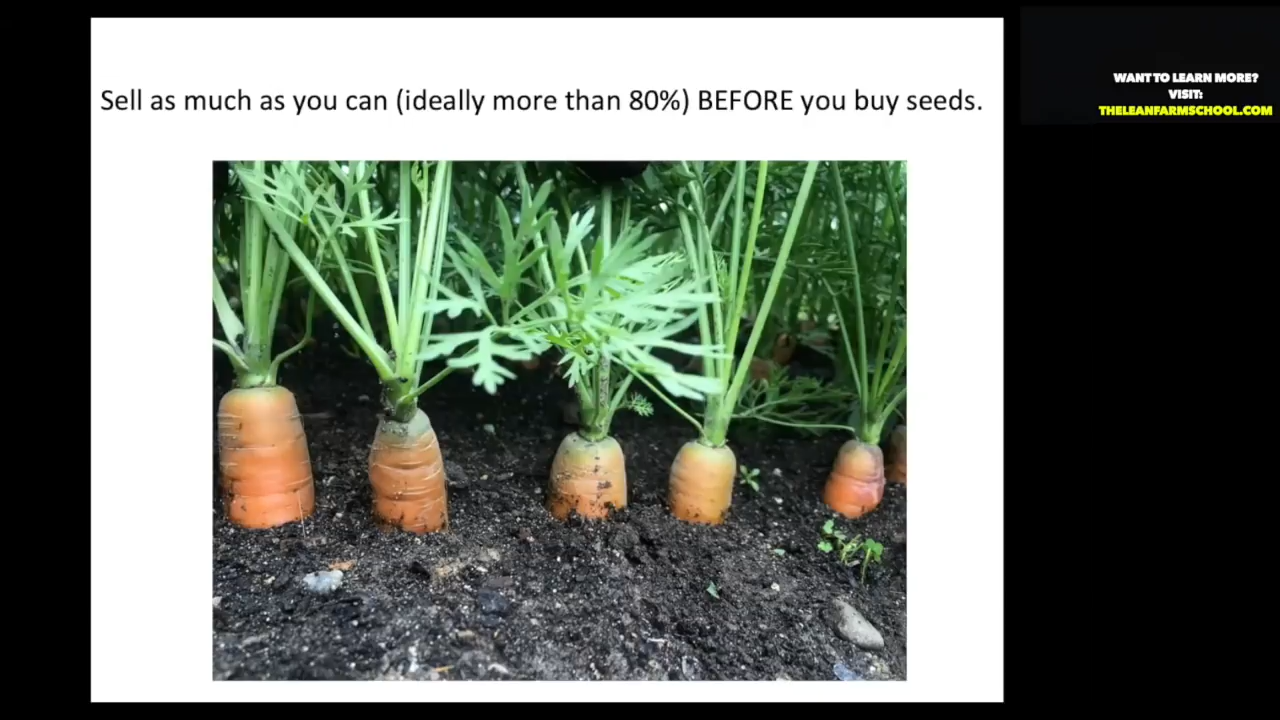 Sell as much as you can (ideally more than 80%) BEFORE you buy seeds.
WANT TO LEARN MORE?
VISIT:
THELEANFARMSCHOOL.COM